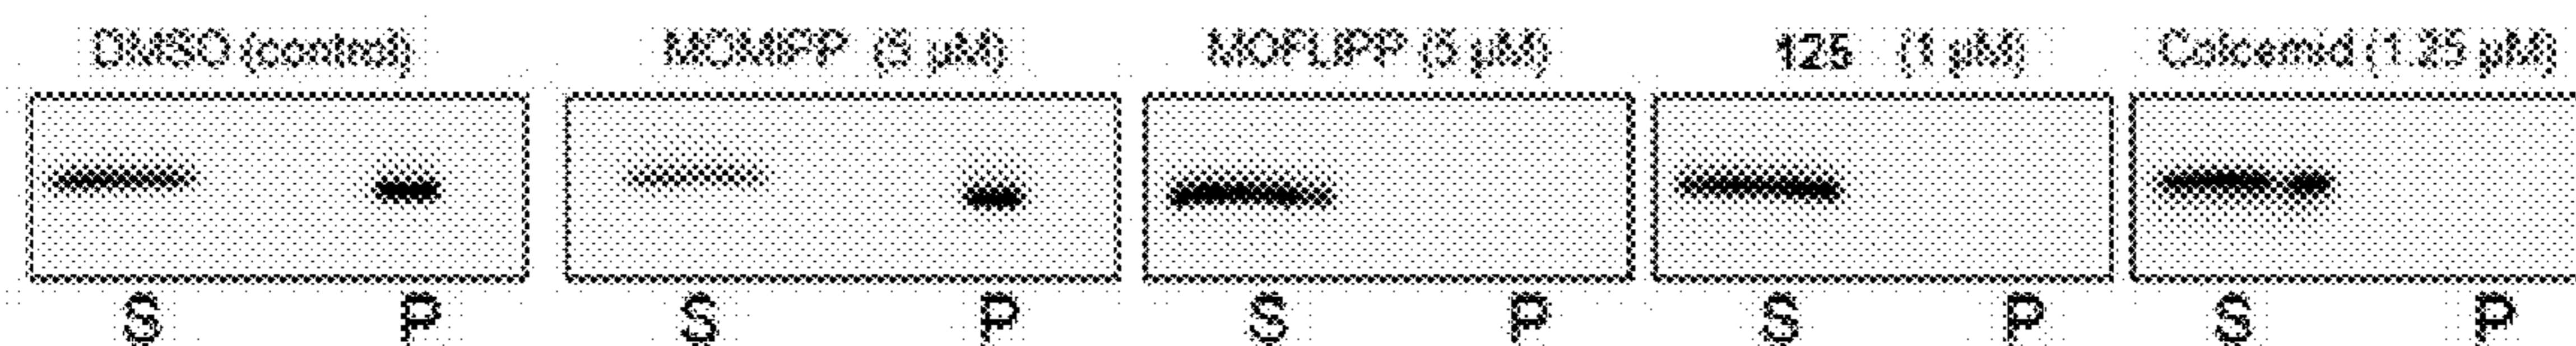 DMSO (control) MOMIPP (5 µM) MOFLIPP (5 µM) 125 (1 µM) Colcemid (1.25 µM)
S P S P S P S P S P